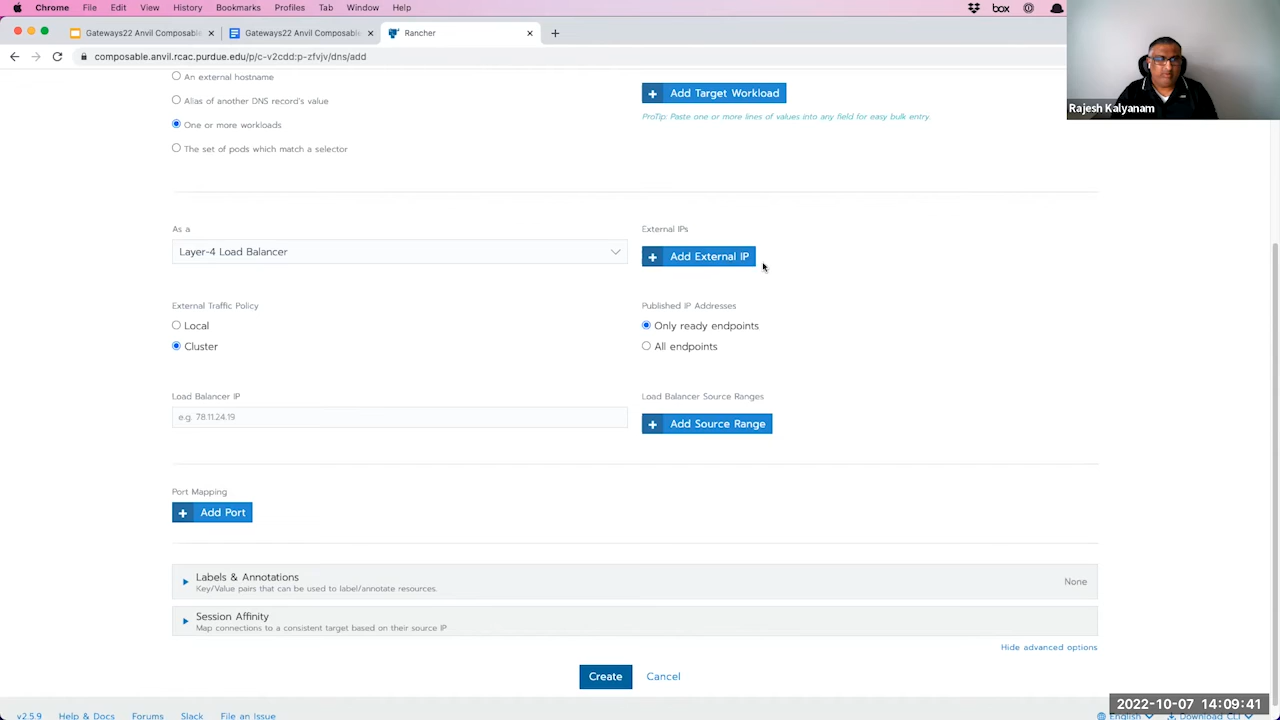 Chrome File Edit View History Bookmarks Profiles Tab Window Help box
Gateways22 Anvil Composable Gateways22 Anvil Composable Rancher
composable.anvil.rcac.purdue.edu/p/c-v2cdd:p-zfvjv/dns/add
Rajesh Kalyanam
An external hostname
Alias of another DNS record's value
One or more workloads
The set of pods which match a selector
Add Target Workload
ProTip: Paste one or more lines of values into any field for easy bulk entry.
As a
Layer-4 Load Balancer
External IPs
Add External IP
External Traffic Policy
Local
Cluster
Published IP Addresses
Only ready endpoints
All endpoints
Load Balancer IP
e.g. 78.11.24.19
Load Balancer Source Ranges
Add Source Range
Port Mapping
Add Port
Labels & Annotations
Key/Value pairs that can be used to label/annotate resources.
None
Session Affinity
Map connections to a consistent target based on their source IP
Hide advanced options
Create Cancel
2022-10-07 14:09:41
v2.5.9 Help & Docs Forums Slack File an Issue English Download CLI